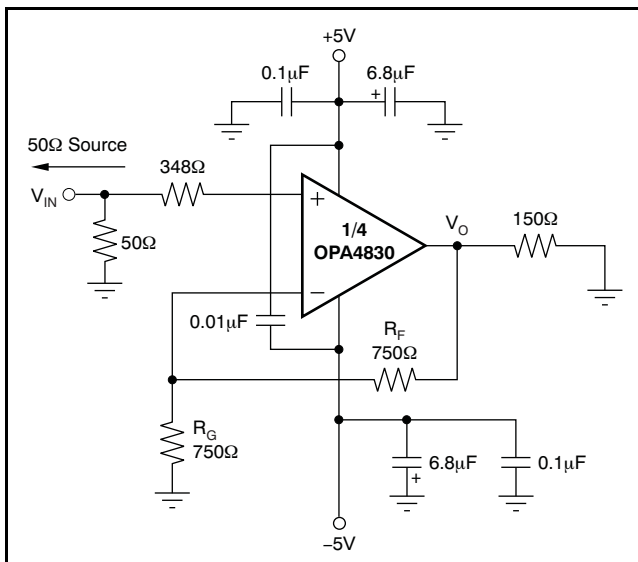 +5V
0.1μF
6.8μF
+
50Ω Source
348Ω
V_IN
50Ω
+
1/4
OPA4830
−
V_O
150Ω
0.01μF
R_F
750Ω
R_G
750Ω
6.8μF
+
0.1μF
−5V